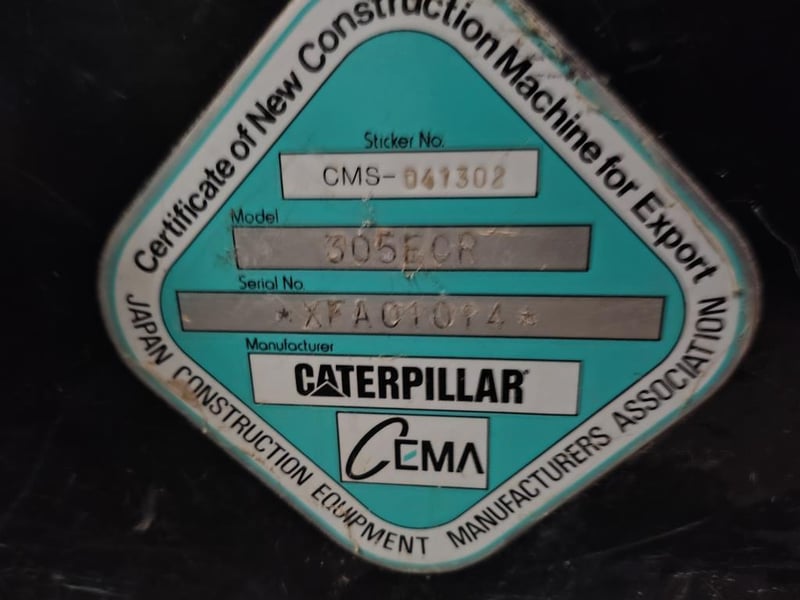 Certificate of New Construction Machine for Export
Sticker No.
CMS-041302
Model
305ECR
Serial No.
*XFA01014*
Manufacturer
CATERPILLAR
CEMA
JAPAN CONSTRUCTION EQUIPMENT MANUFACTURERS ASSOCIATION